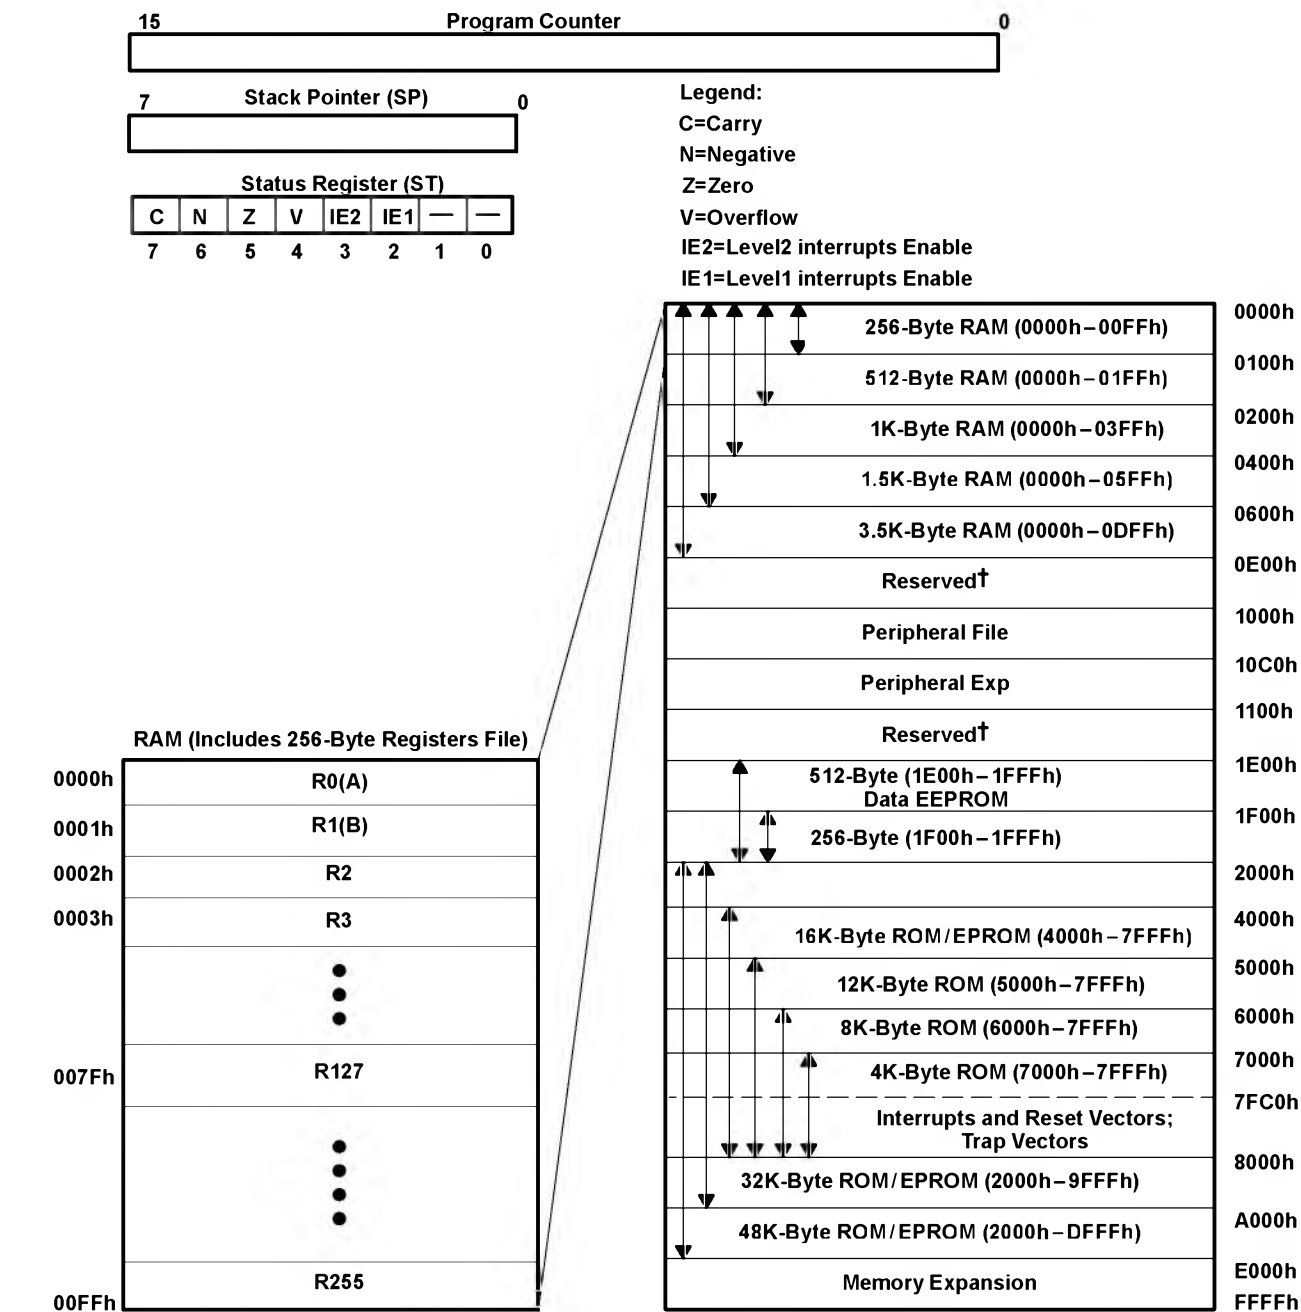 15 Program Counter 0
7 Stack Pointer (SP) 0
Status Register (ST)
C N Z V IE2 IE1 — —
7 6 5 4 3 2 1 0
Legend:
C=Carry
N=Negative
Z=Zero
V=Overflow
IE2=Level2 interrupts Enable
IE1=Level1 interrupts Enable
RAM (Includes 256-Byte Registers File)
0000h R0(A)
0001h R1(B)
0002h R2
0003h R3
007Fh R127
R255
00FFh
0000h
256-Byte RAM (0000h–00FFh)
0100h
512-Byte RAM (0000h–01FFh)
0200h
1K-Byte RAM (0000h–03FFh)
0400h
1.5K-Byte RAM (0000h–05FFh)
0600h
3.5K-Byte RAM (0000h–0DFFh)
0E00h
Reserved†
1000h
Peripheral File
10C0h
Peripheral Exp
1100h
Reserved†
1E00h
512-Byte (1E00h–1FFFh)
Data EEPROM
1F00h
256-Byte (1F00h–1FFFh)
2000h
4000h
16K-Byte ROM/EPROM (4000h–7FFFh)
5000h
12K-Byte ROM (5000h–7FFFh)
6000h
8K-Byte ROM (6000h–7FFFh)
7000h
4K-Byte ROM (7000h–7FFFh)
7FC0h
Interrupts and Reset Vectors;
Trap Vectors
8000h
32K-Byte ROM/EPROM (2000h–9FFFh)
A000h
48K-Byte ROM/EPROM (2000h–DFFFh)
E000h
Memory Expansion
FFFFh